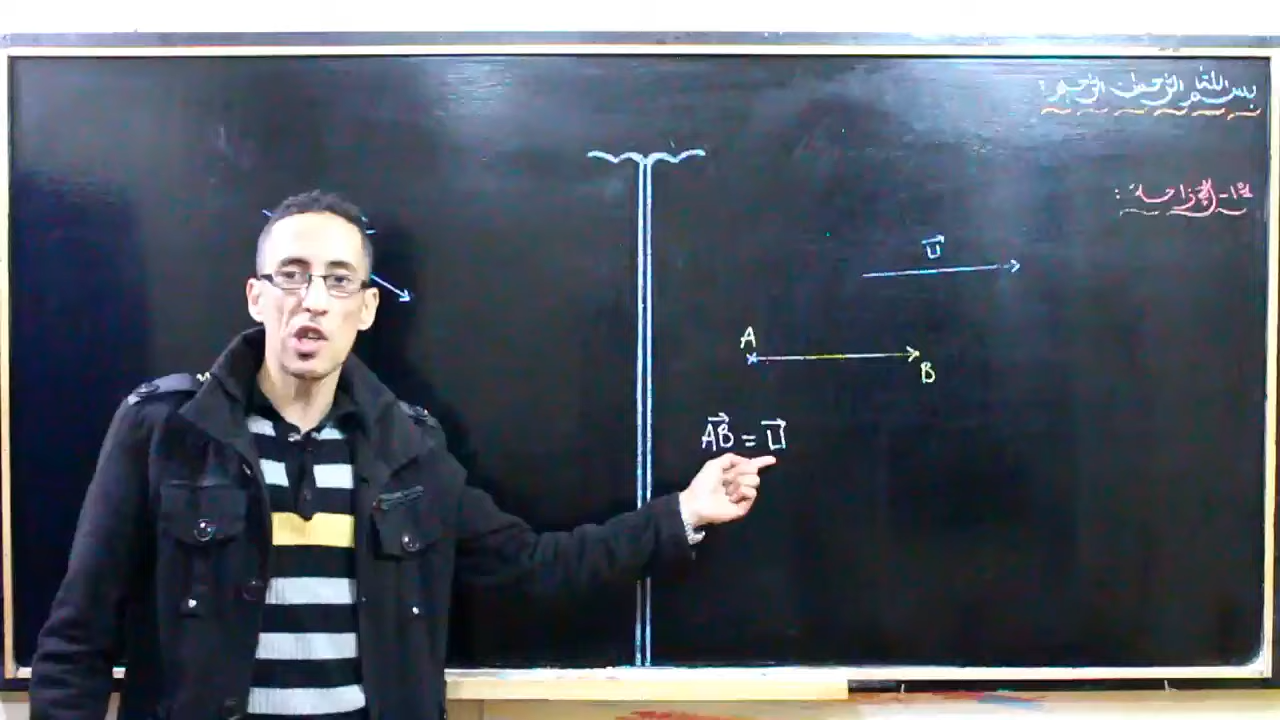 بسم الله الرحمن الرحيم :
1°- الإزاحة :
u⃗
A
B
AB⃗ = u⃗